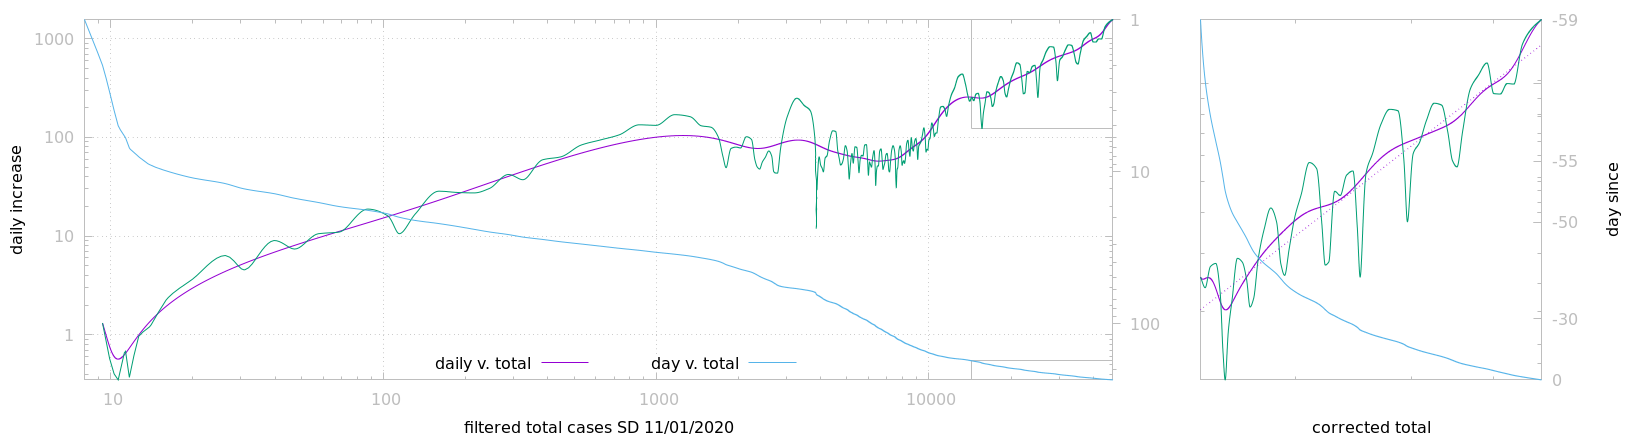 1000
100
10
1
daily increase
10
100
1000
10000
filtered total cases SD 11/01/2020
daily v. total
day v. total
1
10
100
corrected total
-59
-55
-50
-30
0
day since